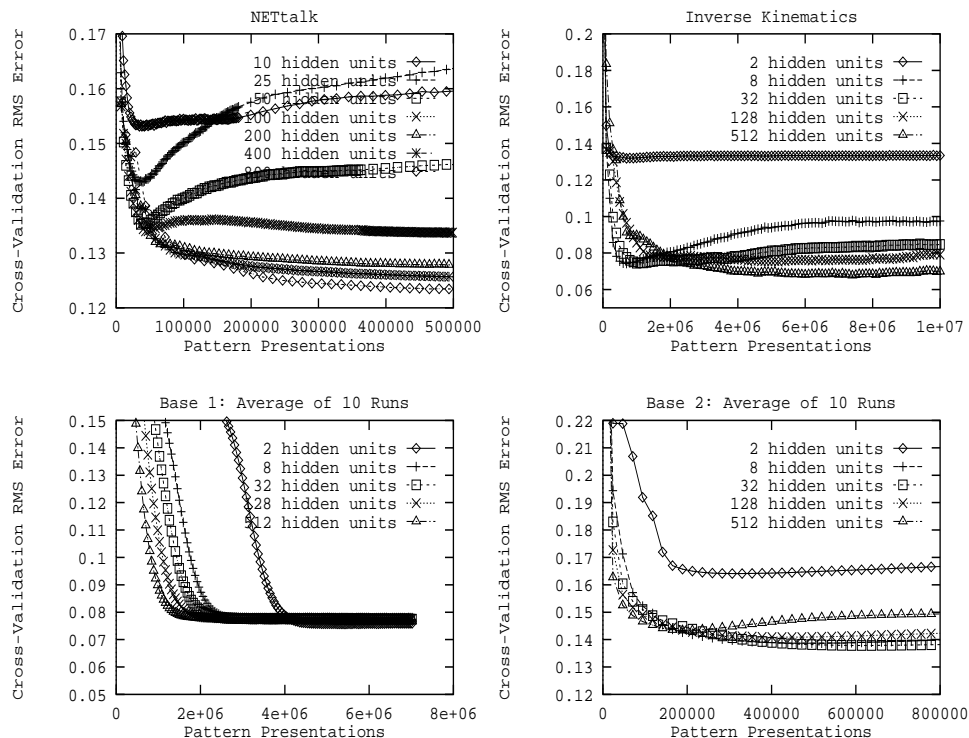 NETtalk
Cross-Validation RMS Error
0.17
0.16
0.15
0.14
0.13
0.12
10 hidden units
25 hidden units
50 hidden units
100 hidden units
200 hidden units
400 hidden units
units
0 100000 200000 300000 400000 500000
Pattern Presentations
Inverse Kinematics
Cross-Validation RMS Error
0.2
0.18
0.16
0.14
0.12
0.1
0.08
0.06
2 hidden units
8 hidden units
32 hidden units
128 hidden units
512 hidden units
0 2e+06 4e+06 6e+06 8e+06 1e+07
Pattern Presentations
Base 1: Average of 10 Runs
Cross-Validation RMS Error
0.15
0.14
0.13
0.12
0.11
0.1
0.09
0.08
0.07
0.06
0.05
2 hidden units
8 hidden units
32 hidden units
128 hidden units
512 hidden units
0 2e+06 4e+06 6e+06 8e+06
Pattern Presentations
Base 2: Average of 10 Runs
Cross-Validation RMS Error
0.22
0.21
0.2
0.19
0.18
0.17
0.16
0.15
0.14
0.13
0.12
2 hidden units
8 hidden units
32 hidden units
128 hidden units
512 hidden units
0 200000 400000 600000 800000
Pattern Presentations